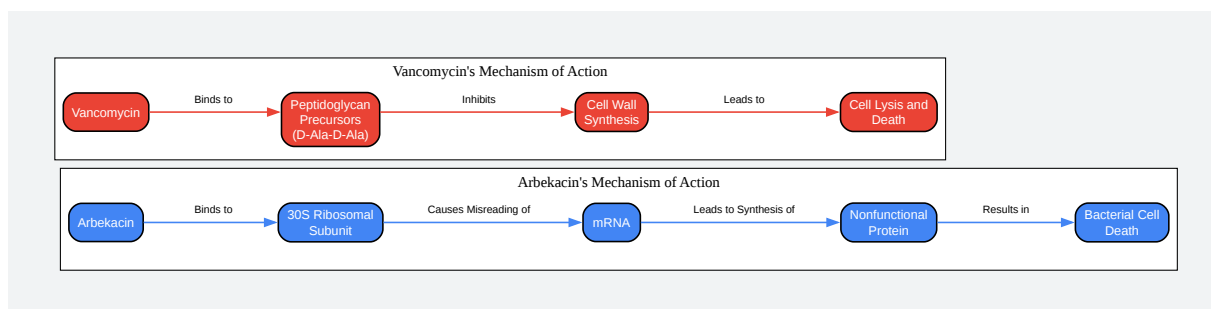 Vancomycin's Mechanism of Action
Vancomycin
Binds to
Peptidoglycan
Precursors
(D-Ala-D-Ala)
Inhibits
Cell Wall
Synthesis
Leads to
Cell Lysis and
Death
Arbekacin's Mechanism of Action
Arbekacin
Binds to
30S Ribosomal
Subunit
Causes Misreading of
mRNA
Leads to Synthesis of
Nonfunctional
Protein
Results in
Bacterial Cell
Death